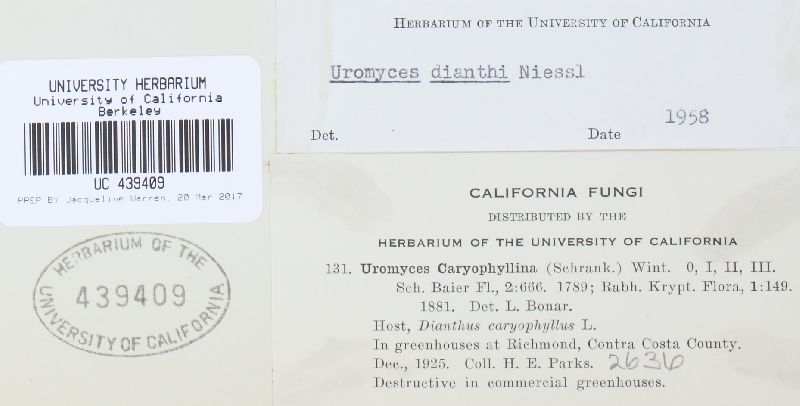 HERBARIUM OF THE UNIVERSITY OF CALIFORNIA
Uromyces dianthi Niessl
Det.
Date 1958
UNIVERSITY HERBARIUM
University of California
Berkeley
UC 439409
PREP BY Jacqueline Warren, 20 Mar 2017
HERBARIUM OF THE
439409
UNIVERSITY OF CALIFORNIA
CALIFORNIA FUNGI
DISTRIBUTED BY THE
HERBARIUM OF THE UNIVERSITY OF CALIFORNIA
131. Uromyces Caryophyllina (Schrank.) Wint. 0, I, II, III.
Sch. Baier Fl., 2:666. 1789; Rabh. Krypt. Flora, 1:149.
1881. Det. L. Bonar.
Host, Dianthus caryophyllus L.
In greenhouses at Richmond, Contra Costa County.
Dec., 1925. Coll. H. E. Parks. 2636
Destructive in commercial greenhouses.